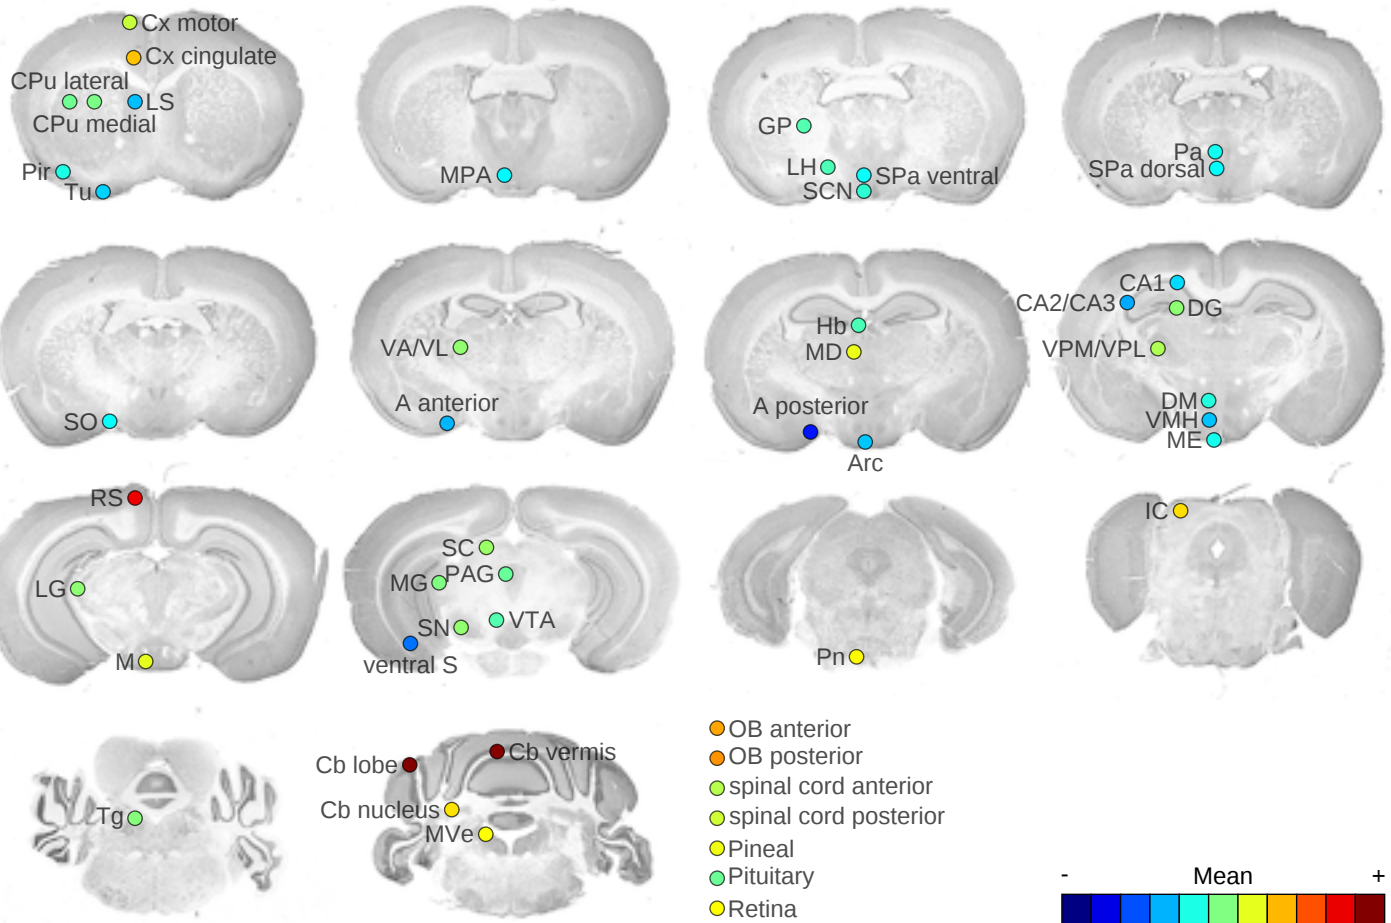 Cx motor
Cx cingulate
CPu lateral
LS
CPu medial
Pir
Tu
MPA
GP
LH
SPa ventral
SCN
Pa
SPa dorsal
SO
VA/VL
A anterior
Hb
MD
A posterior
Arc
CA1
CA2/CA3
DG
VPM/VPL
DM
VMH
ME
RS
LG
M
SC
MG
PAG
SN
VTA
ventral S
Pn
IC
Tg
Cb lobe
Cb vermis
Cb nucleus
MVe
OB anterior
OB posterior
spinal cord anterior
spinal cord posterior
Pineal
Pituitary
Retina
- Mean +